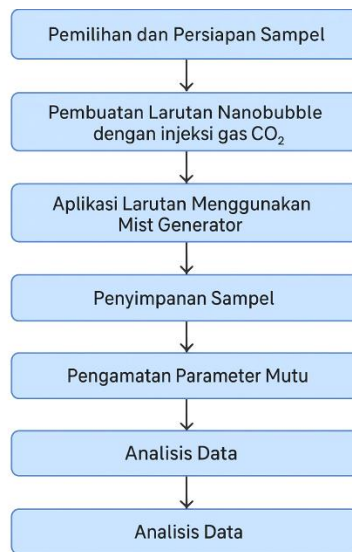 Pemilihan dan Persiapan Sampel
Pembuatan Larutan Nanobubble
dengan injeksi gas CO₂
Aplikasi Larutan Menggunakan
Mist Generator
Penyimpanan Sampel
Pengamatan Parameter Mutu
Analisis Data
Analisis Data